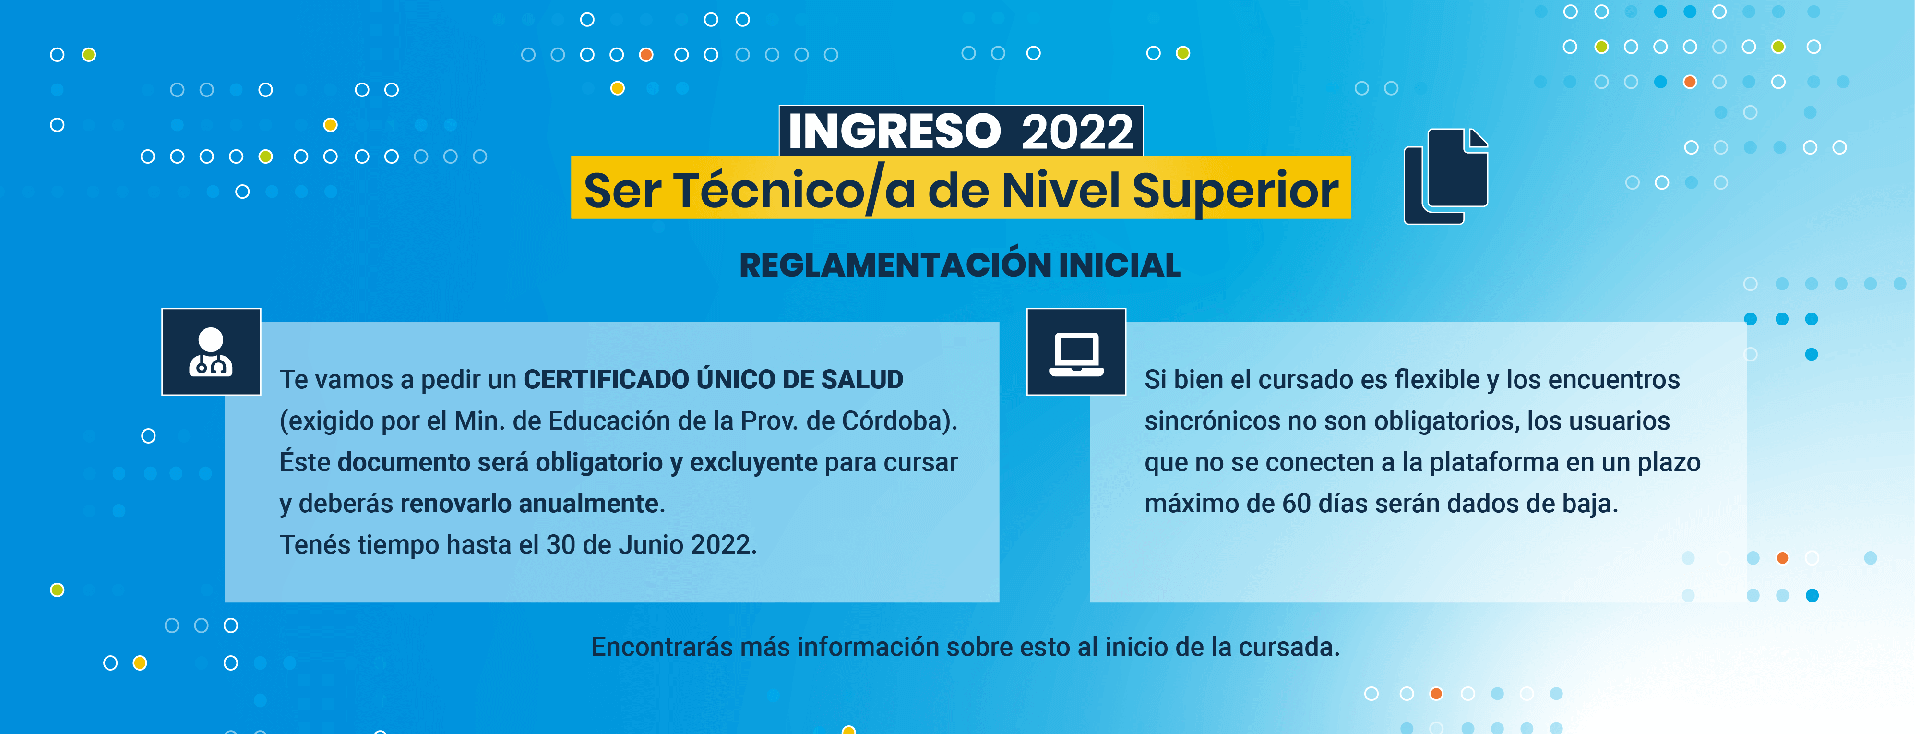 INGRESO 2022
Ser Técnico/a de Nivel Superior
REGLAMENTACIÓN INICIAL
Te vamos a pedir un CERTIFICADO ÚNICO DE SALUD
(exigido por el Min. de Educación de la Prov. de Córdoba).
Éste documento será obligatorio y excluyente para cursar
y deberás renovarlo anualmente.
Tenés tiempo hasta el 30 de Junio 2022.
Si bien el cursado es flexible y los encuentros
sincrónicos no son obligatorios, los usuarios
que no se conecten a la plataforma en un plazo
máximo de 60 días serán dados de baja.
Encontrarás más información sobre esto al inicio de la cursada.